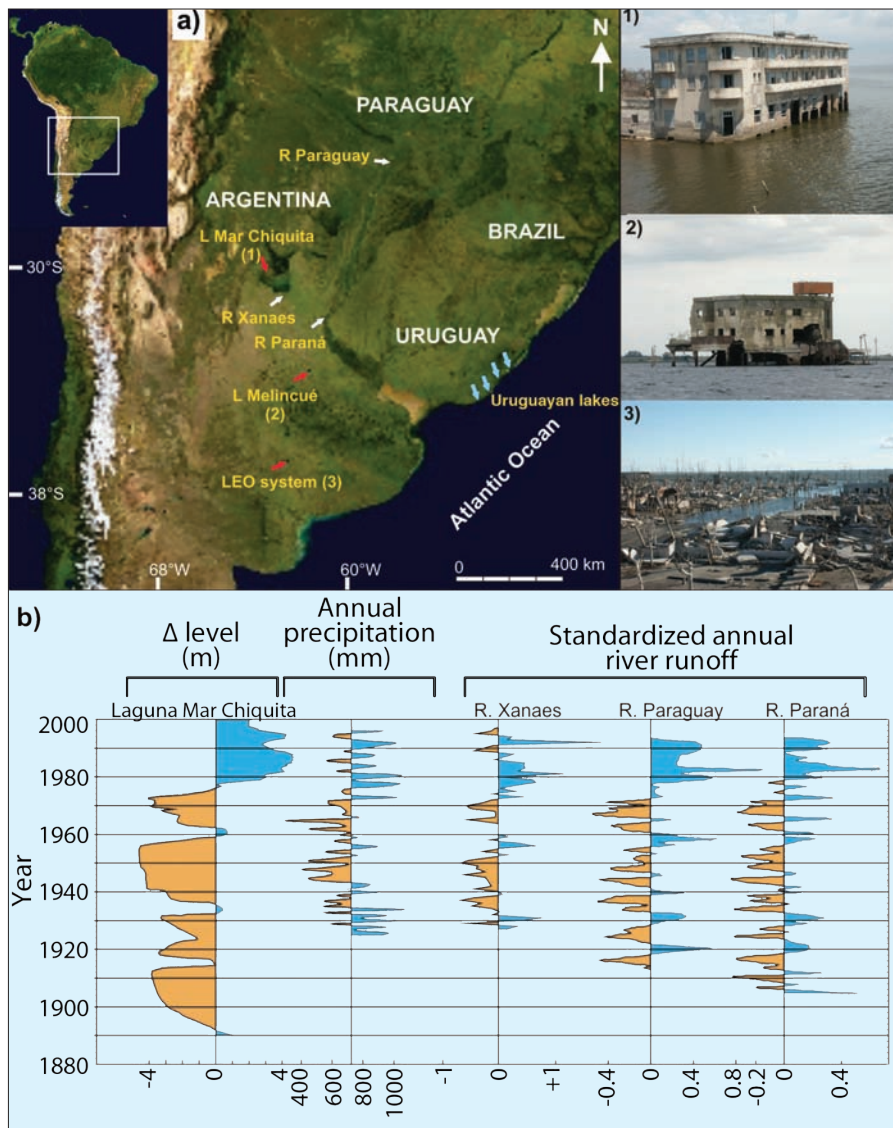 a)
N
PARAGUAY
R Paraguay
ARGENTINA
L Mar Chiquita
(1)
BRAZIL
30°S
R Xanaes
R Paraná
URUGUAY
L Melincué
(2)
Uruguayan lakes
LEO system (3)
Atlantic Ocean
38°S
68°W
60°W
0
400 km
1)
2)
3)
b)
Δ level
(m)
Annual
precipitation
(mm)
Standardized annual
river runoff
Laguna Mar Chiquita
R. Xanaes
R. Paraguay
R. Paraná
Year
2000
1980
1960
1940
1920
1900
1880
-4
0
4
400
600
800
1000
-1
0
+1
-0.4
0
0.8
-0.2
0
0.4